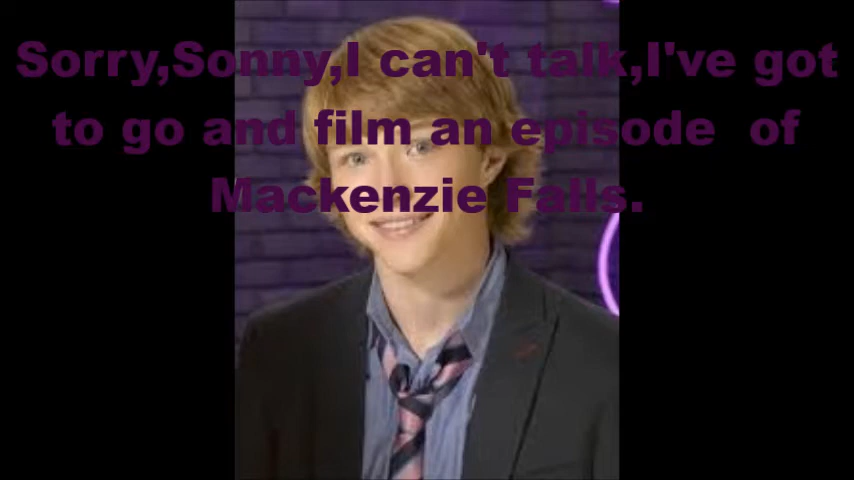 Sorry,Sonny,I can't talk,I've got
to go and film an episode  of
Mackenzie Falls.